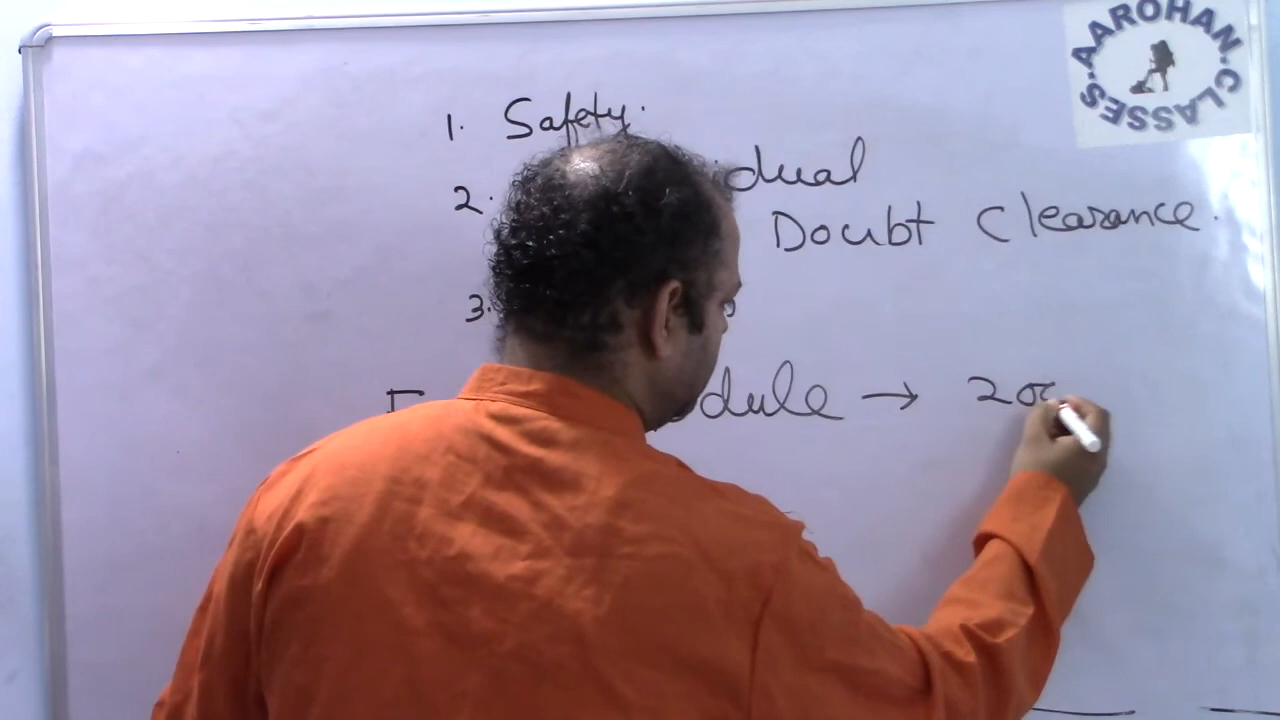 AAROHAN. CLASSES.
1. Safety.
2. dual
Doubt Clearance.
3.
dule → 20